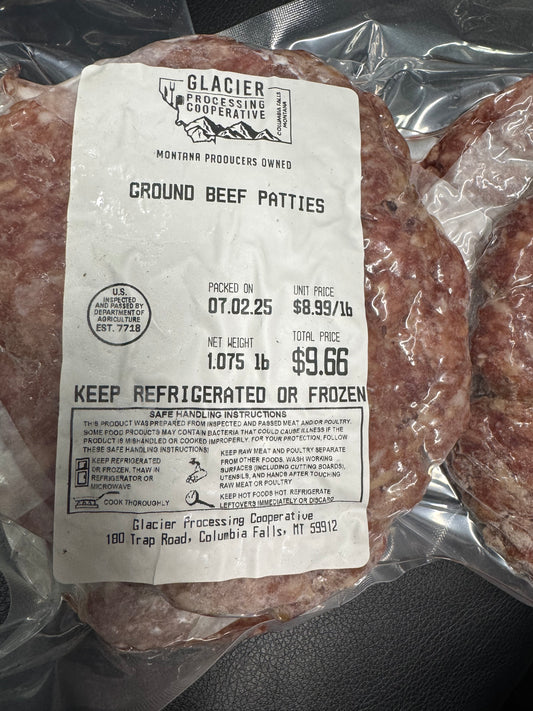 GLACIER
PROCESSING
COOPERATIVE
COLUMBIA FALLS
MONTANA
MONTANA PRODUCERS OWNED
GROUND BEEF PATTIES
PACKED ON
07.02.25
UNIT PRICE
$8.99/lb
U.S.
INSPECTED
AND PASSED BY
DEPARTMENT OF
AGRICULTURE
EST. 7718
NET WEIGHT
1.075 lb
TOTAL PRICE
$9.66
KEEP REFRIGERATED OR FROZEN
SAFE HANDLING INSTRUCTIONS
THIS PRODUCT WAS PREPARED FROM INSPECTED AND PASSED MEAT AND/OR POULTRY.
SOME FOOD PRODUCTS MAY CONTAIN BACTERIA THAT COULD CAUSE ILLNESS IF THE
PRODUCT IS MISHANDLED OR COOKED IMPROPERLY. FOR YOUR PROTECTION, FOLLOW
THESE SAFE HANDLING INSTRUCTIONS:
KEEP REFRIGERATED
OR FROZEN, THAW IN
REFRIGERATOR OR
MICROWAVE
KEEP RAW MEAT AND POULTRY SEPARATE
FROM OTHER FOODS. WASH WORKING
SURFACES (INCLUDING CUTTING BOARDS),
UTENSILS, AND HANDS AFTER TOUCHING
RAW MEAT OR POULTRY
COOK THOROUGHLY
KEEP HOT FOODS HOT. REFRIGERATE
LEFTOVERS IMMEDIATELY OR DISCARD
Glacier Processing Cooperative
180 Trap Road, Columbia Falls, MT 59912